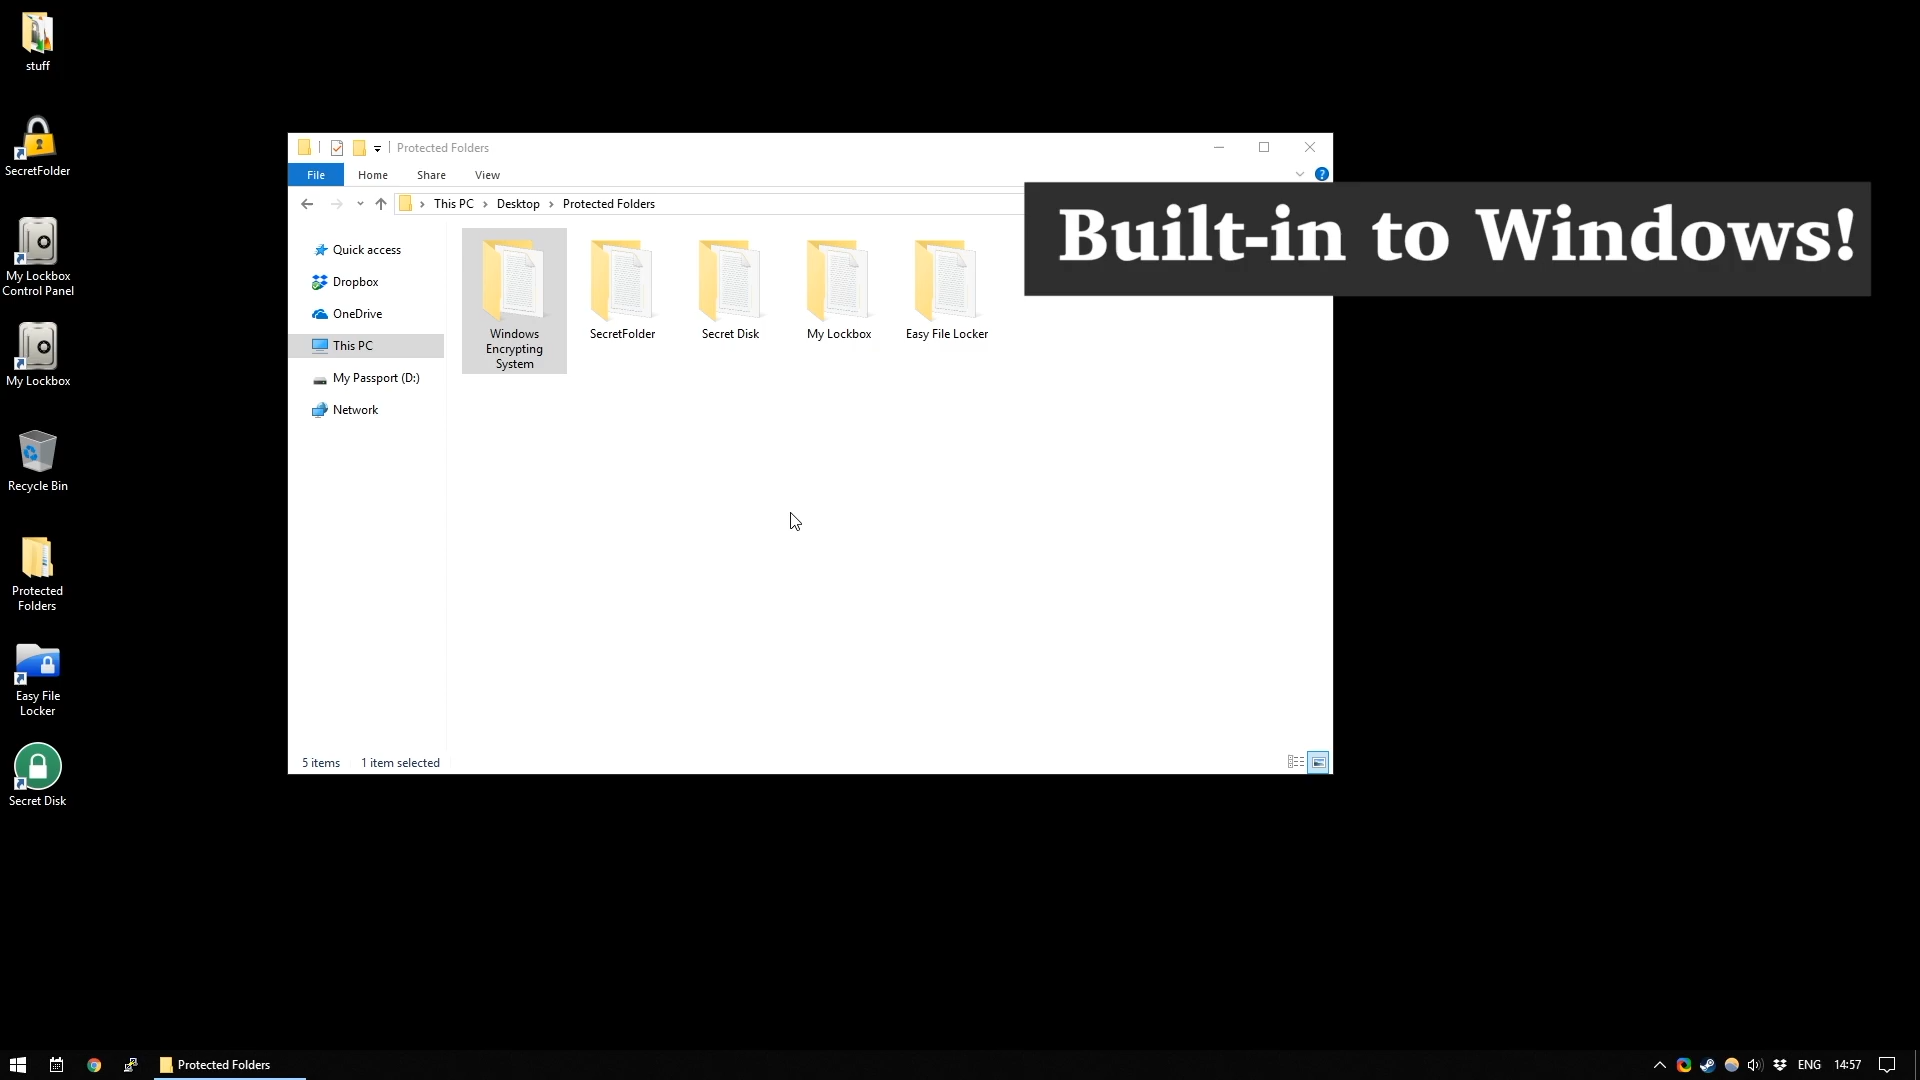 stuff
SecretFolder
My Lockbox
Control Panel
My Lockbox
Recycle Bin
Protected
Folders
Easy File
Locker
Secret Disk
Protected Folders
File
Home
Share
View
?
This PC
Desktop
Protected Folders
Built-in to Windows!
Quick access
Dropbox
OneDrive
This PC
My Passport (D:)
Network
Windows
Encrypting
System
SecretFolder
Secret Disk
My Lockbox
Easy File Locker
5 items
1 item selected
Protected Folders
ENG
14:57